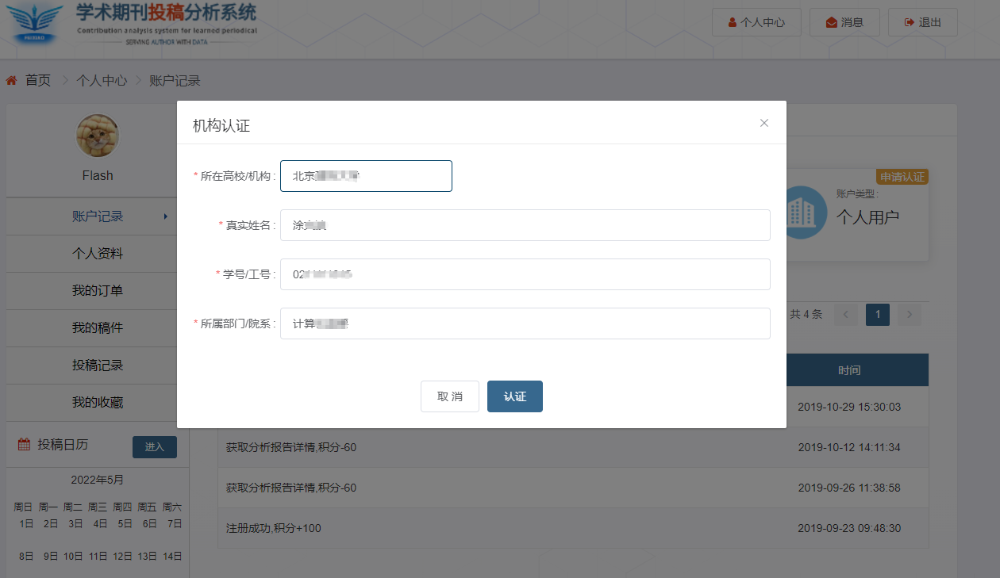 学术期刊投稿分析系统
Contribution analysis system for learned periodical
SERVING AUTHOR WITH DATA
个人中心
消息
退出
首页
个人中心
账户记录
Flash
账户记录
个人资料
我的订单
我的稿件
投稿记录
我的收藏
投稿日历
进入
2022年5月
周日 周一 周二 周三 周四 周五 周六
1日 2日 3日 4日 5日 6日 7日
8日 9日 10日 11日 12日 13日 14日
机构认证
* 所在高校/机构 :
北京
* 真实姓名 :
涂
* 学号/工号 :
02
* 所属部门/院系 :
计算
取 消
认证
申请认证
账户类型 :
个人用户
共 4 条
1
时间
2019-10-29 15:30:03
获取分析报告详情,积分-60
2019-10-12 14:11:34
获取分析报告详情,积分-60
2019-09-26 11:38:58
注册成功,积分+100
2019-09-23 09:48:30